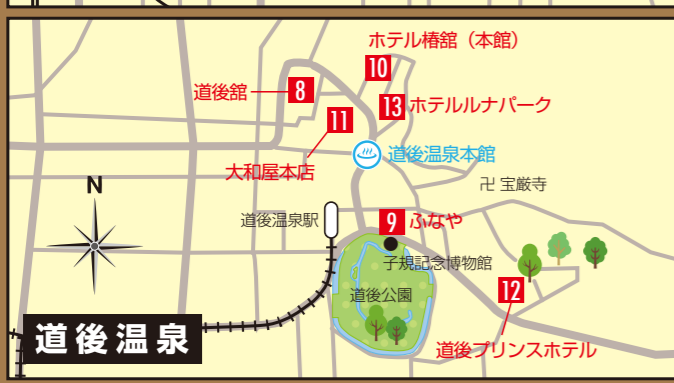 ホテル椿舘（本館）
10
道後舘
8
13
ホテルルナパーク
11
道後温泉本館
大和屋本店
卍 宝厳寺
N
道後温泉駅
9
ふなや
子規記念博物館
道後公園
12
道後プリンスホテル
道後温泉